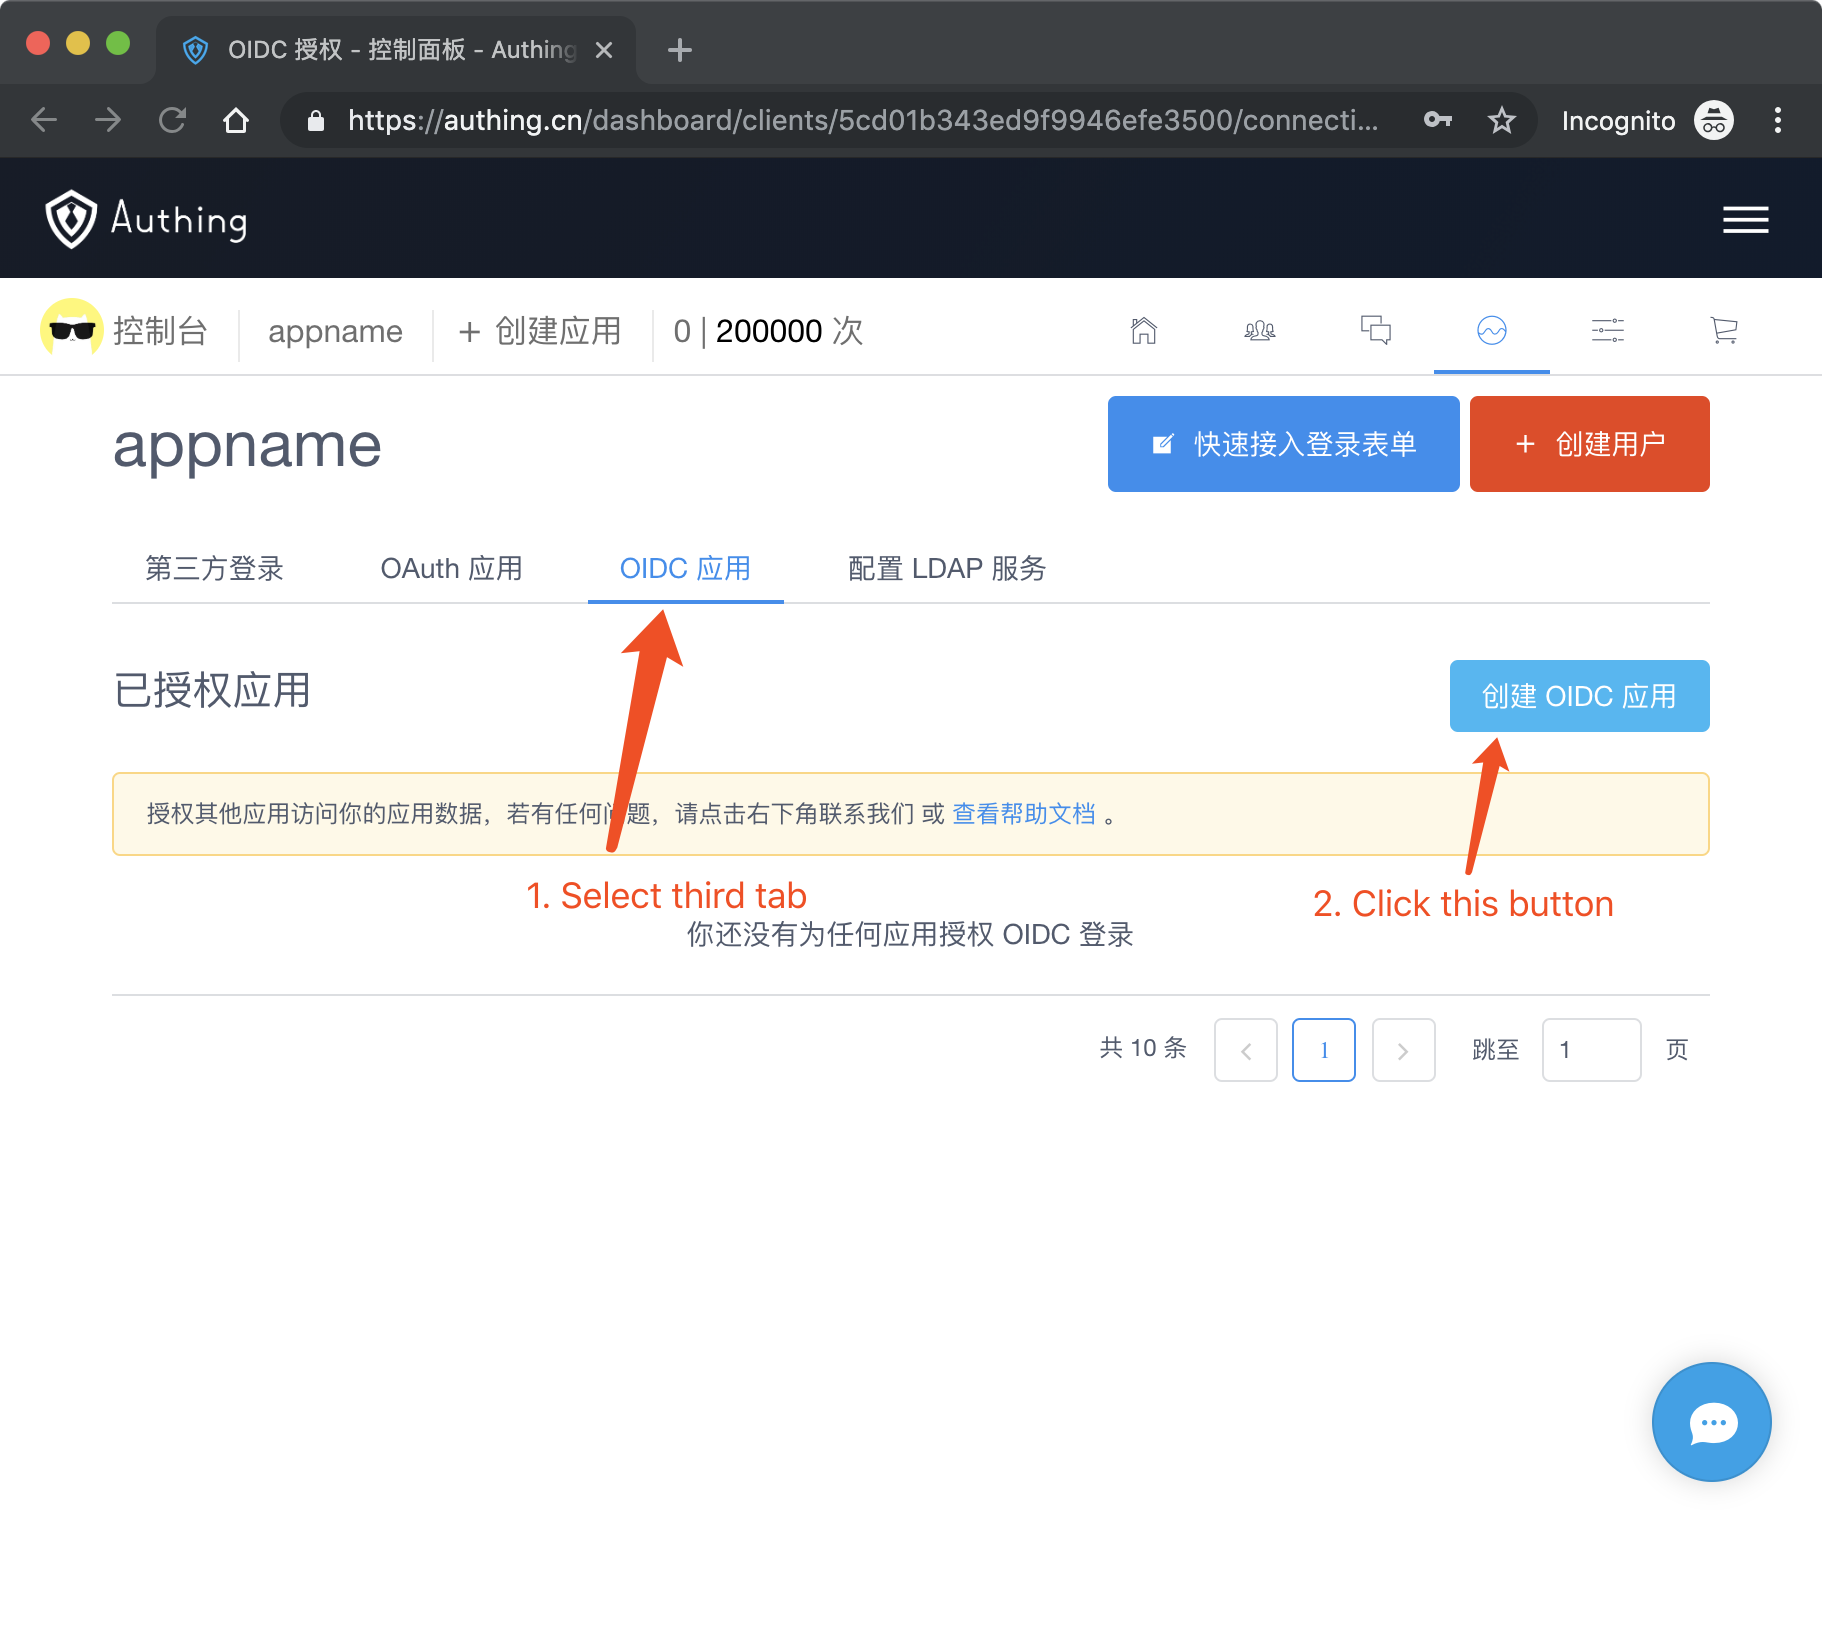 OIDC 授权 - 控制面板 - Authing
https://authing.cn/dashboard/clients/5cd01b343ed9f9946efe3500/connecti...
Incognito
Authing
控制台
appname
+ 创建应用
0 | 200000 次
appname
快速接入登录表单
+ 创建用户
第三方登录
OAuth 应用
OIDC 应用
配置 LDAP 服务
已授权应用
创建 OIDC 应用
授权其他应用访问你的应用数据，若有任何问题，请点击右下角联系我们 或 查看帮助文档 。
1. Select third tab
2. Click this button
你还没有为任何应用授权 OIDC 登录
共 10 条
1
跳至
1
页